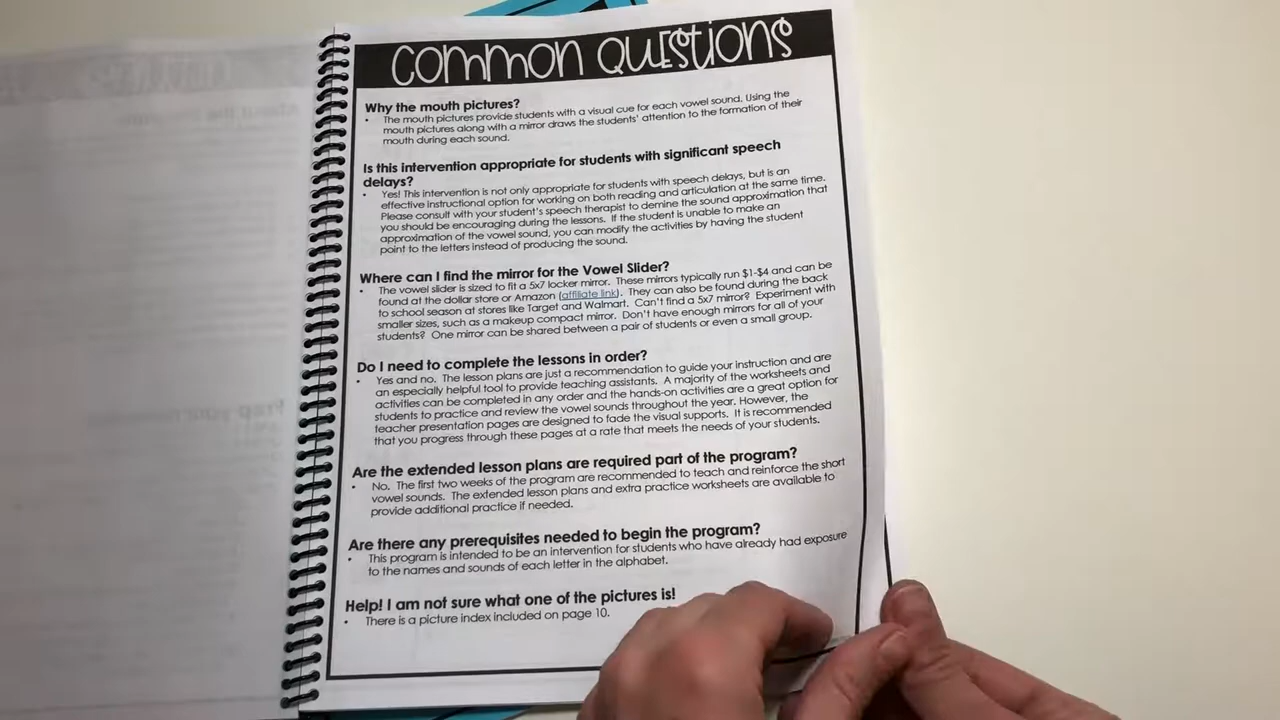 COMMON QUESTIONS
Why the mouth pictures?
• The mouth pictures provide students with a visual cue for each vowel sound. Using the
mouth pictures along with a mirror draws the students' attention to the formation of their
mouth during each sound.
Is this intervention appropriate for students with significant speech
delays?
• Yes! This intervention is not only appropriate for students with speech delays, but is an
effective instructional option for working on both reading and articulation at the same time.
Please consult with your student's speech therapist to demine the sound approximation that
you should be encouraging during the lessons. If the student is unable to make an
approximation of the vowel sound, you can modify the activities by having the student
point to the letters instead of producing the sound.
Where can I find the mirror for the Vowel Slider?
• The vowel slider is sized to fit a 5x7 locker mirror. These mirrors typically run $1-$4 and can be
found at the dollar store or Amazon (affiliate link). They can also be found during the back
to school season at stores like Target and Walmart. Can't find a 5x7 mirror? Experiment with
smaller sizes, such as a makeup compact mirror. Don't have enough mirrors for all of your
students? One mirror can be shared between a pair of students or even a small group.
Do I need to complete the lessons in order?
• Yes and no. The lesson plans are just a recommendation to guide your instruction and are
an especially helpful tool to provide teaching assistants. A majority of the worksheets and
activities can be completed in any order and the hands-on activities are a great option for
students to practice and review the vowel sounds throughout the year. However, the
teacher presentation pages are designed to fade the visual supports. It is recommended
that you progress through these pages at a rate that meets the needs of your students.
Are the extended lesson plans are required part of the program?
• No. The first two weeks of the program are recommended to teach and reinforce the short
vowel sounds. The extended lesson plans and extra practice worksheets are available to
provide additional practice if needed.
Are there any prerequisites needed to begin the program?
• This program is intended to be an intervention for students who have already had exposure
to the names and sounds of each letter in the alphabet.
Help! I am not sure what one of the pictures is!
• There is a picture index included on page 10.